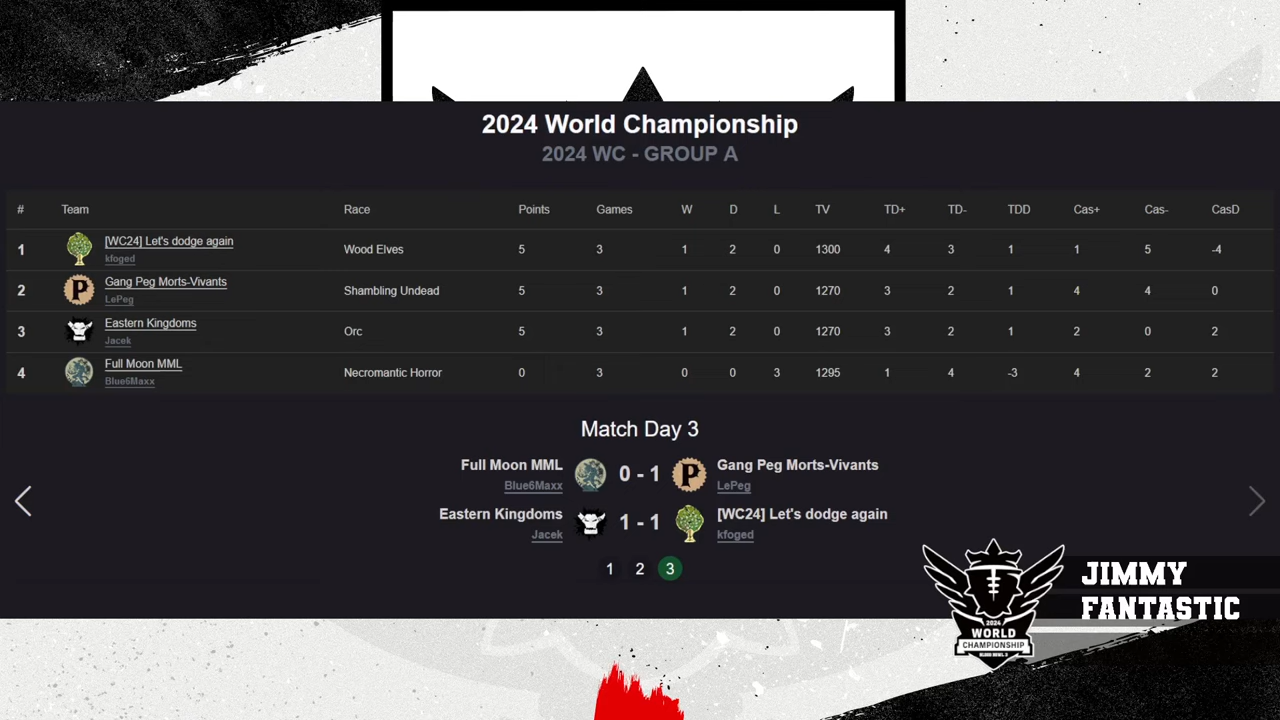 2024 World Championship
2024 WC - GROUP A
# Team Race Points Games W D L TV TD+ TD- TDD Cas+ Cas- CasD
1 [WC24] Let's dodge again Wood Elves 5 3 1 2 0 1300 4 3 1 1 5 -4
kfoged
2 Gang Peg Morts-Vivants Shambling Undead 5 3 1 2 0 1270 3 2 1 4 4 0
LePeg
3 Eastern Kingdoms Orc 5 3 1 2 0 1270 3 2 1 2 0 2
Jacek
4 Full Moon MML Necromantic Horror 0 3 0 0 3 1295 1 4 -3 4 2 2
Blue6Maxx
Match Day 3
Full Moon MML 0 - 1 P Gang Peg Morts-Vivants
Blue6Maxx LePeg
Eastern Kingdoms 1 - 1 [WC24] Let's dodge again
Jacek kfoged
1 2 3
JIMMY
FANTASTIC
2024
WORLD
CHAMPIONSHIP
BLOOD BOWL 3